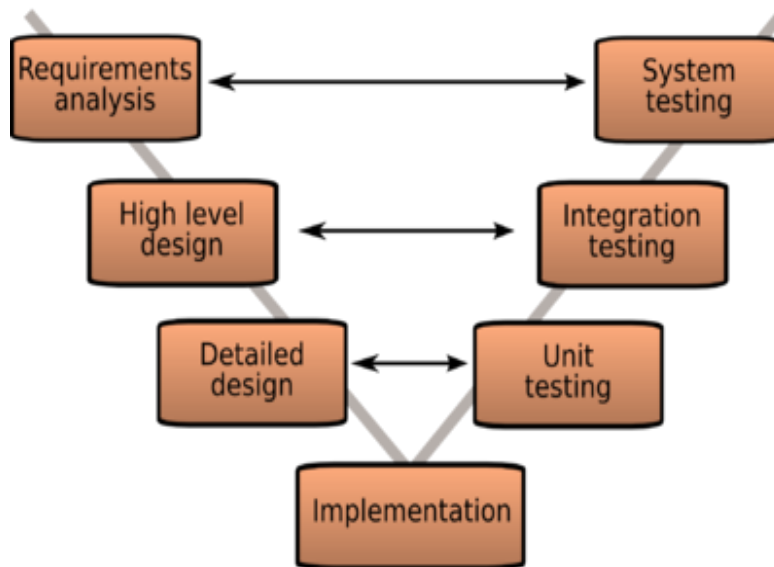 Requirements
analysis
System
testing
High level
design
Integration
testing
Detailed
design
Unit
testing
Implementation